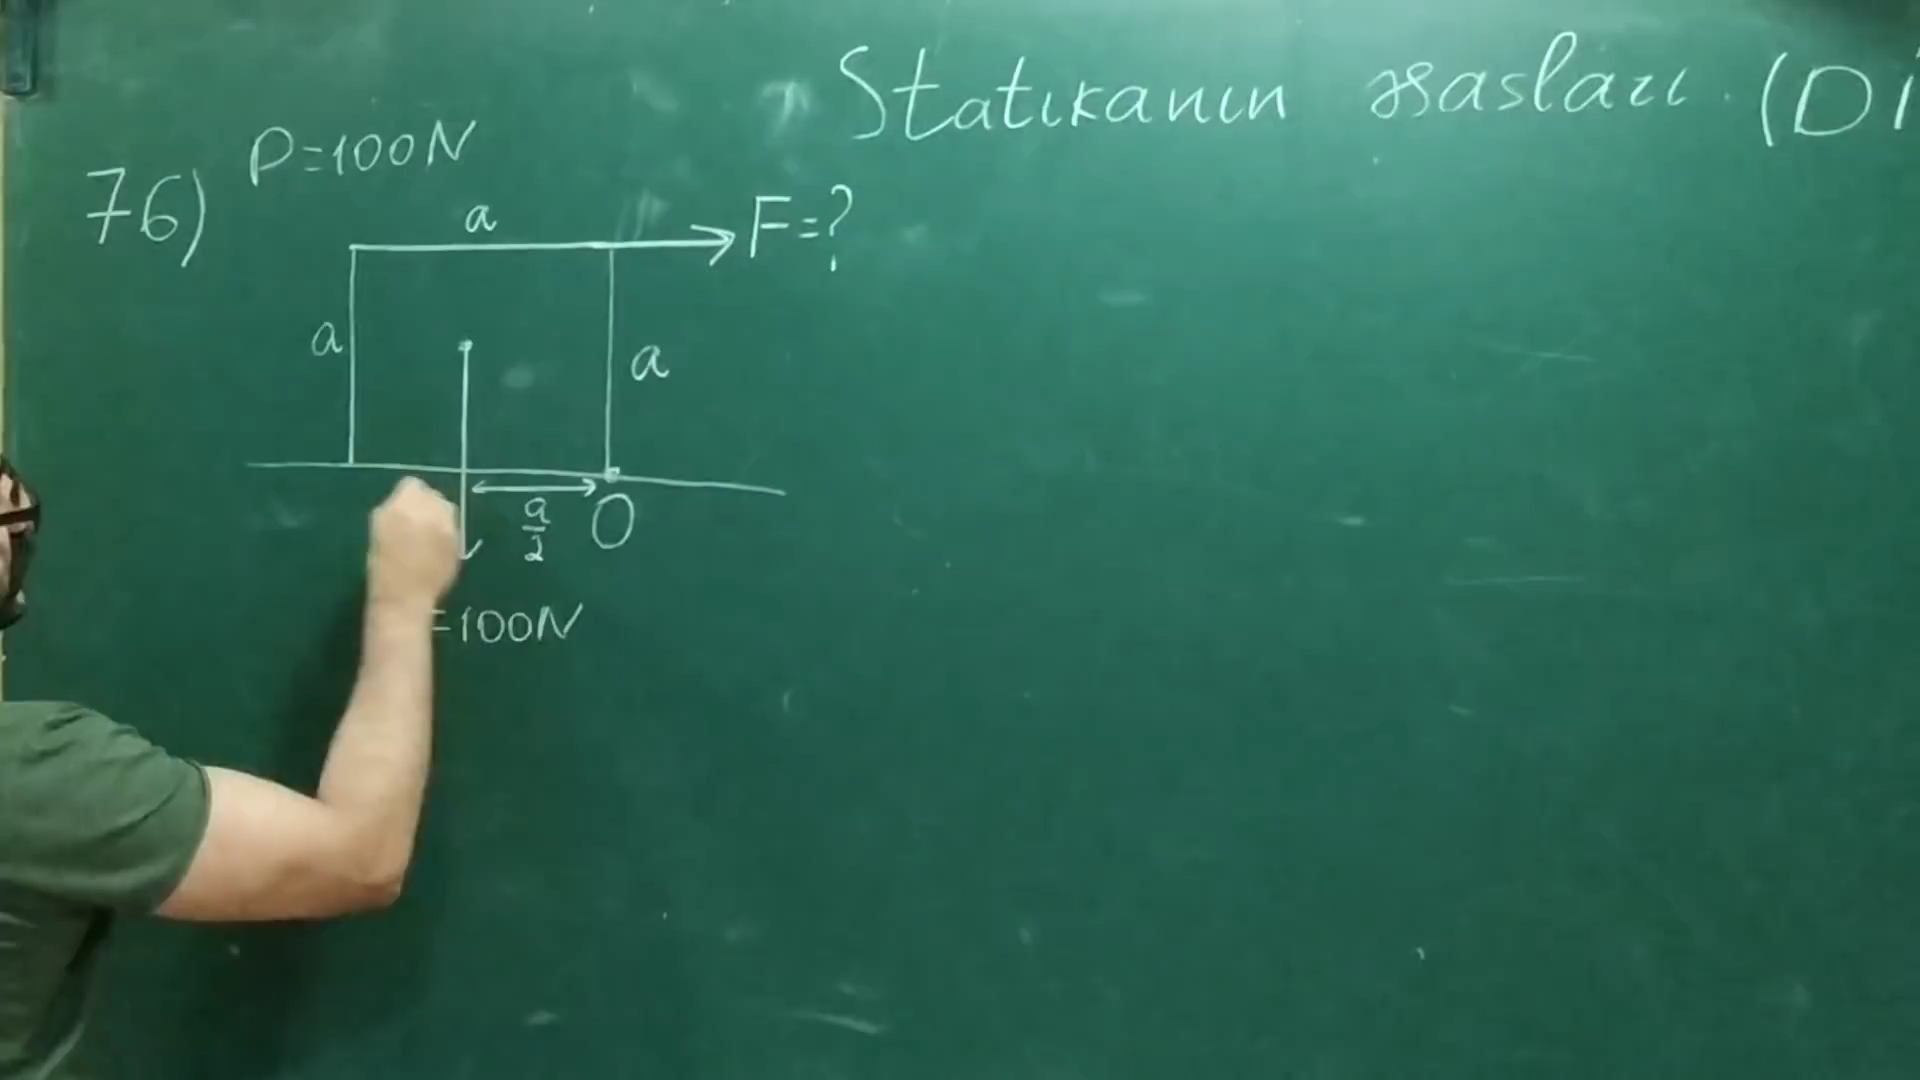 Statikanın əsasları. (Dİ
76) P=100N
a
F=?
a
a
a/2
O
=100N